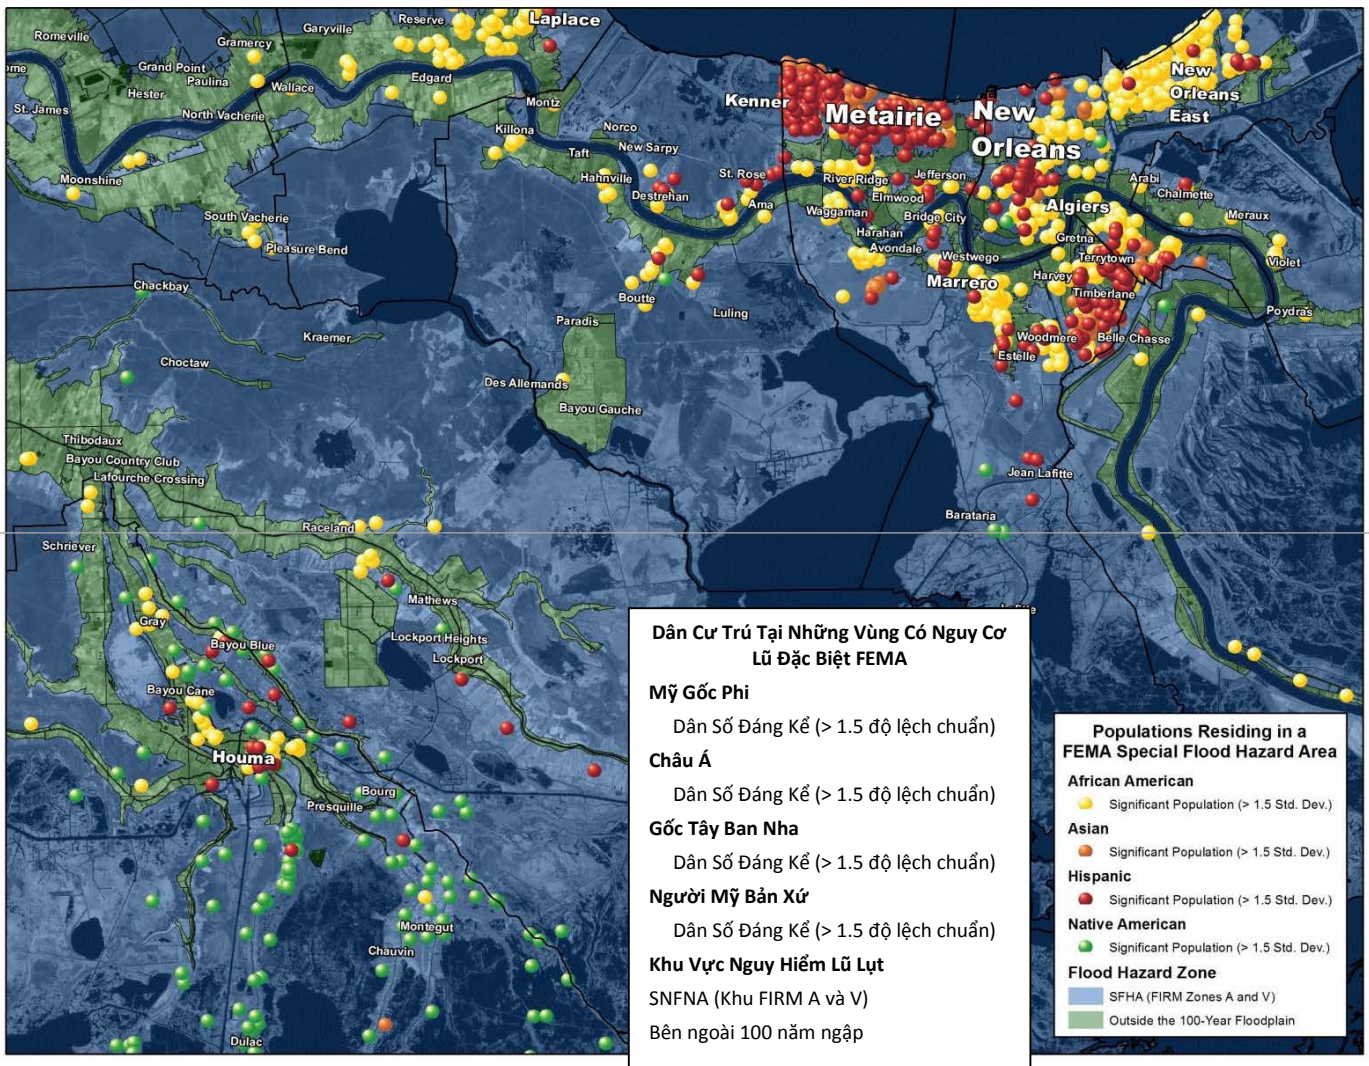 Romeville
Garyville
Reserve
Laplace
Gramercy
Grand Point
Paulina
Hester
Wallace
Edgard
St. James
North Vacherie
Montz
Killona
Norco
New Sarpy
Taft
Moonshine
Hahnville
Destrehan
St. Rose
Ama
South Vacherie
Pleasure Bend
Kenner
Metairie
New
Orleans
New
Orleans
East
River Ridge
Jefferson
Elmwood
Waggaman
Bridge City
Harahan
Avondale
Westwego
Algiers
Arabi
Chalmette
Meraux
Gretna
Terrytown
Violet
Harvey
Marrero
Timberlane
Poydras
Woodmere
Belle Chasse
Estelle
Chackbay
Boutte
Luling
Paradis
Kraemer
Choctaw
Des Allemands
Bayou Gauche
Thibodaux
Bayou Country Club
Lafourche Crossing
Jean Lafitte
Barataria
Raceland
Schriever
Mathews
Gray
Bayou Blue
Lockport Heights
Lockport
Bayou Cane
Houma
Bourg
Presquille
Montegut
Chauvin
Dulac
Dân Cư Trú Tại Những Vùng Có Nguy Cơ
Lũ Đặc Biệt FEMA
Mỹ Gốc Phi
Dân Số Đáng Kể (> 1.5 độ lệch chuẩn)
Châu Á
Dân Số Đáng Kể (> 1.5 độ lệch chuẩn)
Gốc Tây Ban Nha
Dân Số Đáng Kể (> 1.5 độ lệch chuẩn)
Người Mỹ Bản Xứ
Dân Số Đáng Kể (> 1.5 độ lệch chuẩn)
Khu Vực Nguy Hiểm Lũ Lụt
SNFNA (Khu FIRM A và V)
Bên ngoài 100 năm ngập
Populations Residing in a
FEMA Special Flood Hazard Area
African American
Significant Population (> 1.5 Std. Dev.)
Asian
Significant Population (> 1.5 Std. Dev.)
Hispanic
Significant Population (> 1.5 Std. Dev.)
Native American
Significant Population (> 1.5 Std. Dev.)
Flood Hazard Zone
SFHA (FIRM Zones A and V)
Outside the 100-Year Floodplain